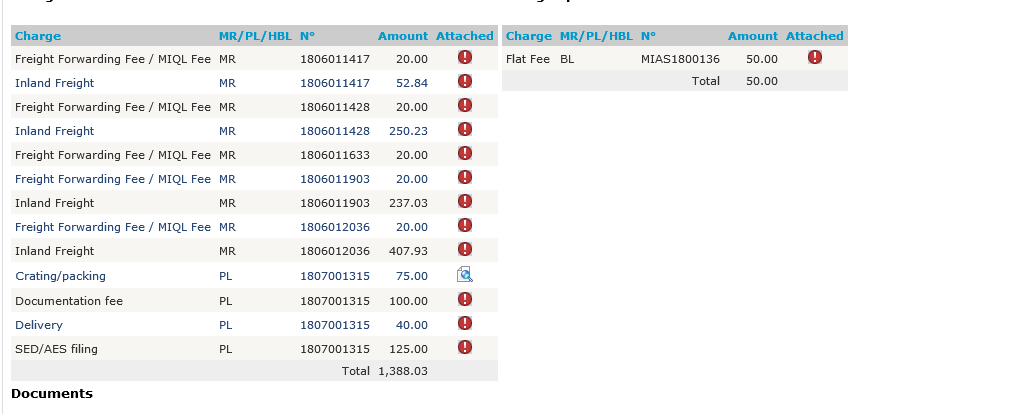 Charge MR/PL/HBL N° Amount Attached
Freight Forwarding Fee / MIQL Fee MR 1806011417 20.00
Inland Freight MR 1806011417 52.84
Freight Forwarding Fee / MIQL Fee MR 1806011428 20.00
Inland Freight MR 1806011428 250.23
Freight Forwarding Fee / MIQL Fee MR 1806011633 20.00
Freight Forwarding Fee / MIQL Fee MR 1806011903 20.00
Inland Freight MR 1806011903 237.03
Freight Forwarding Fee / MIQL Fee MR 1806012036 20.00
Inland Freight MR 1806012036 407.93
Crating/packing PL 1807001315 75.00
Documentation fee PL 1807001315 100.00
Delivery PL 1807001315 40.00
SED/AES filing PL 1807001315 125.00
Total 1,388.03
Charge MR/PL/HBL N° Amount Attached
Flat Fee BL MIAS1800136 50.00
Total 50.00
Documents